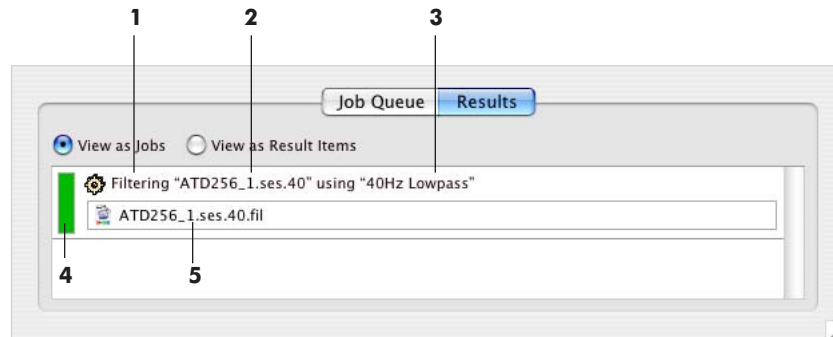 1 2 3
Job Queue Results
View as Jobs View as Result Items
Filtering “ATD256_1.ses.40” using “40Hz Lowpass”
ATD256_1.ses.40.fil
4 5